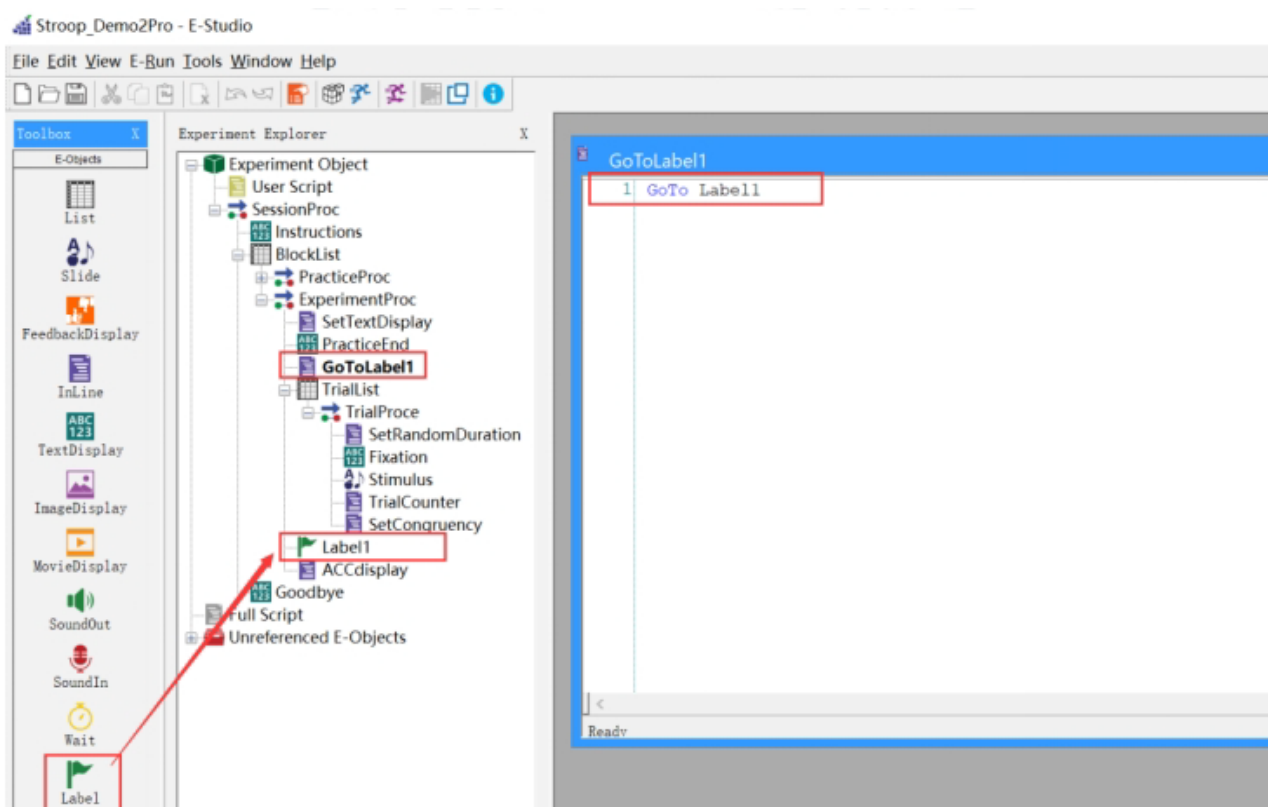 Stroop_Demo2Pro - E-Studio
File Edit View E-Run Tools Window Help
Toolbox X
E-Objects
List
Slide
FeedbackDisplay
InLine
ABC
123
TextDisplay
ImageDisplay
MovieDisplay
SoundOut
SoundIn
Wait
Label
Experiment Explorer X
Experiment Object
User Script
SessionProc
Instructions
BlockList
PracticeProc
ExperimentProc
SetTextDisplay
PracticeEnd
GoToLabel1
TrialList
TrialProce
SetRandomDuration
Fixation
Stimulus
TrialCounter
SetCongruency
Label1
ACCdisplay
Goodbye
Full Script
Unreferenced E-Objects
GoToLabel1
1 GoTo Label1
Ready